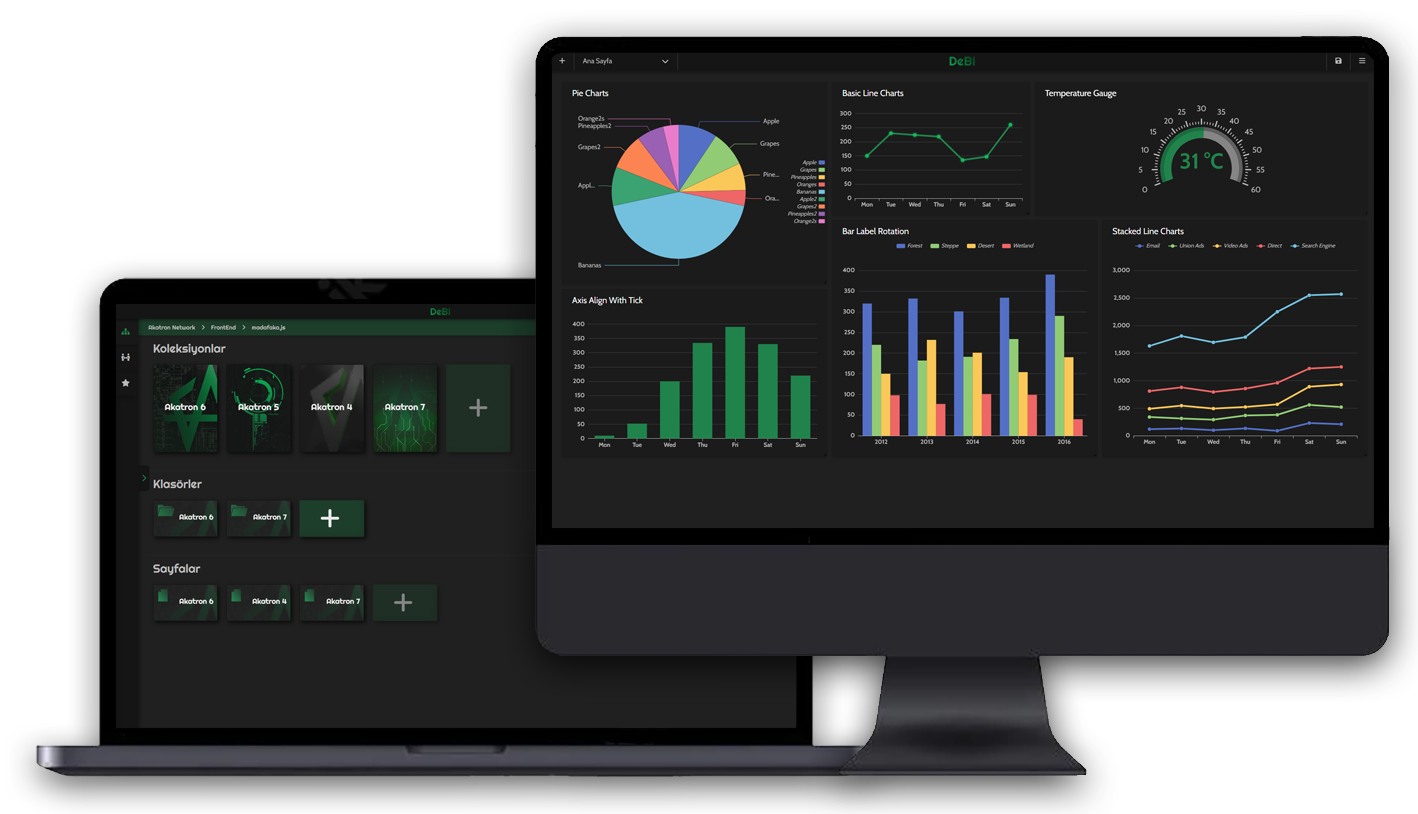 Ana Sayfa
DeBi
Pie Charts
Orange2s
Pineapples2
Grapes2
Appl...
Bananas
Apple
Grapes
Pine...
Ora...
Apple
Grapes
Pineapples
Oranges
Bananas
Apple2
Grapes2
Pineapples2
Orange2s
Basic Line Charts
300
250
200
150
100
50
0
Mon Tue Wed Thu Fri Sat Sun
Temperature Gauge
0 5 10 15 20 25 30 35 40 45 50 55 60
31 °C
Axis Align With Tick
400
350
300
250
200
150
100
50
0
Mon Tue Wed Thu Fri Sat Sun
Bar Label Rotation
Forest Steppe Desert Wetland
400
350
300
250
200
150
100
50
0
2012 2013 2014 2015 2016
Stacked Line Charts
Email Union Ads Video Ads Direct Search Engine
3,000
2,500
2,000
1,500
1,000
500
0
Mon Tue Wed Thu Fri Sat Sun
DeBi
Akatron Network > FrontEnd > modafako.js
Koleksiyonlar
Akatron 6 Akatron 5 Akatron 4 Akatron 7
Klasörler
Akatron 6 Akatron 7
Sayfalar
Akatron 6 Akatron 4 Akatron 7